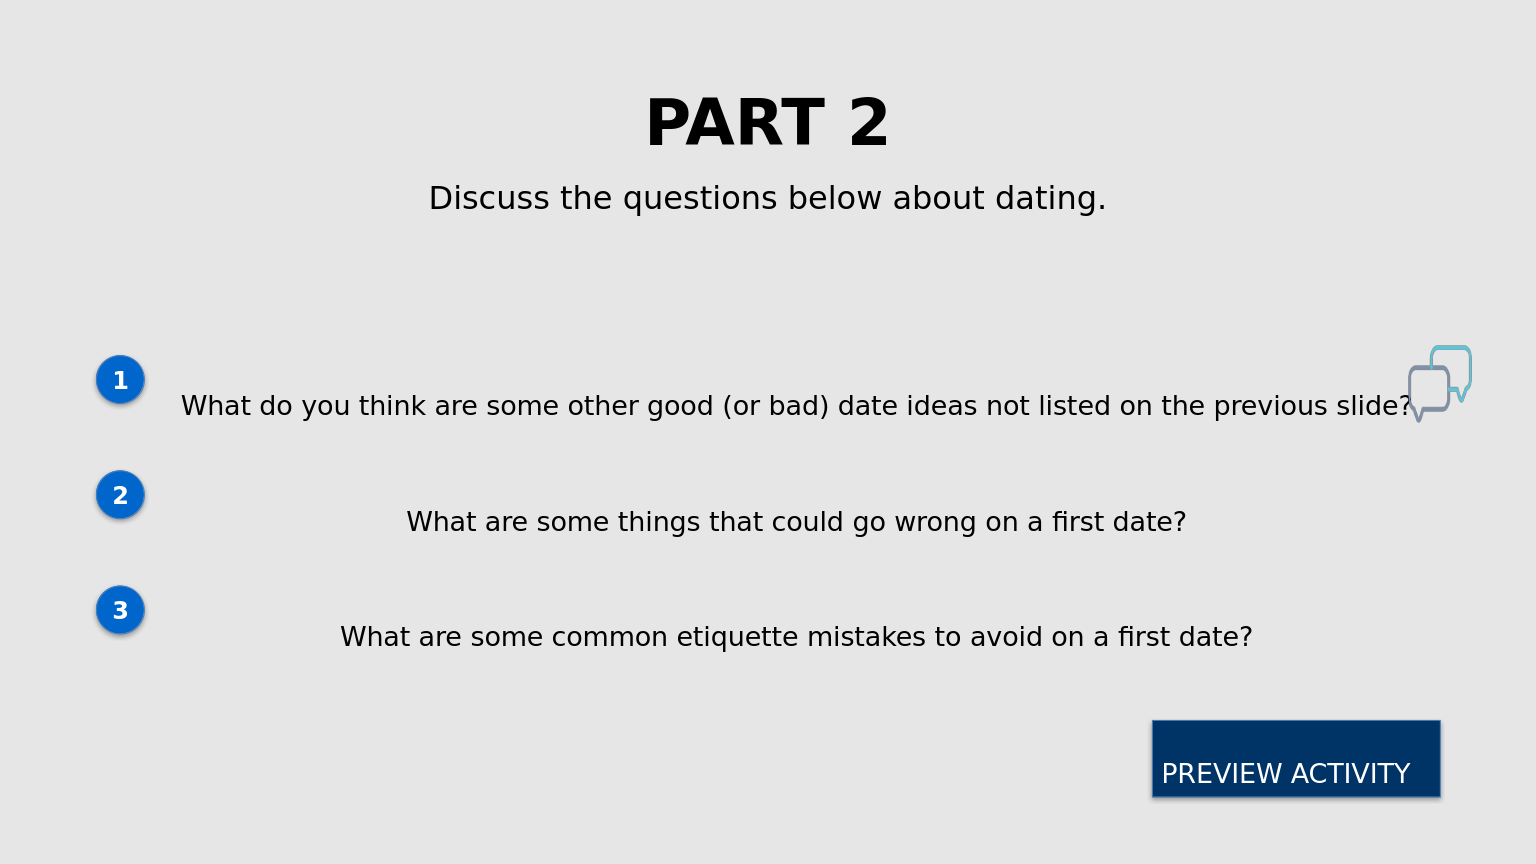 PART 2
Discuss the questions below about dating.
1
What do you think are some other good (or bad) date ideas not listed on the previous slide?
2
What are some things that could go wrong on a first date?
3
What are some common etiquette mistakes to avoid on a first date?
PREVIEW ACTIVITY